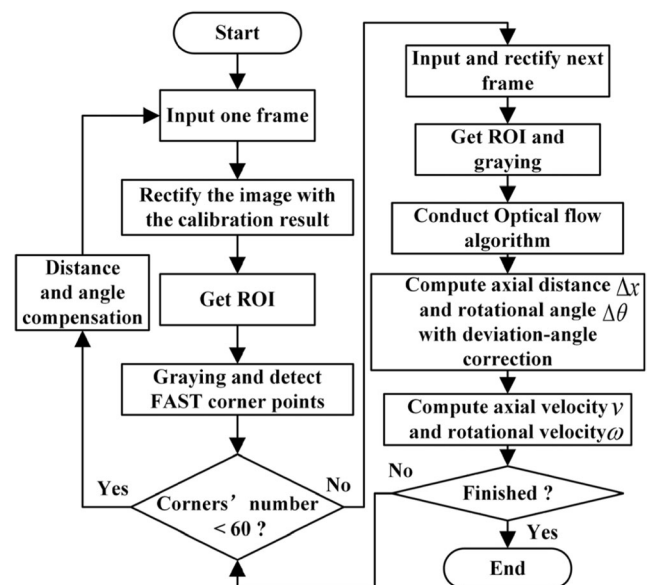 Start
Input one frame
Rectify the image with
the calibration result
Get ROI
Graying and detect
FAST corner points
Corners’ number
< 60 ?
Yes
No
Distance
and angle
compensation
Input and rectify next
frame
Get ROI and
graying
Conduct Optical flow
algorithm
Compute axial distance Δx
and rotational angle Δθ
with deviation-angle
correction
Compute axial velocity v
and rotational velocity ω
Finished ?
No
Yes
End